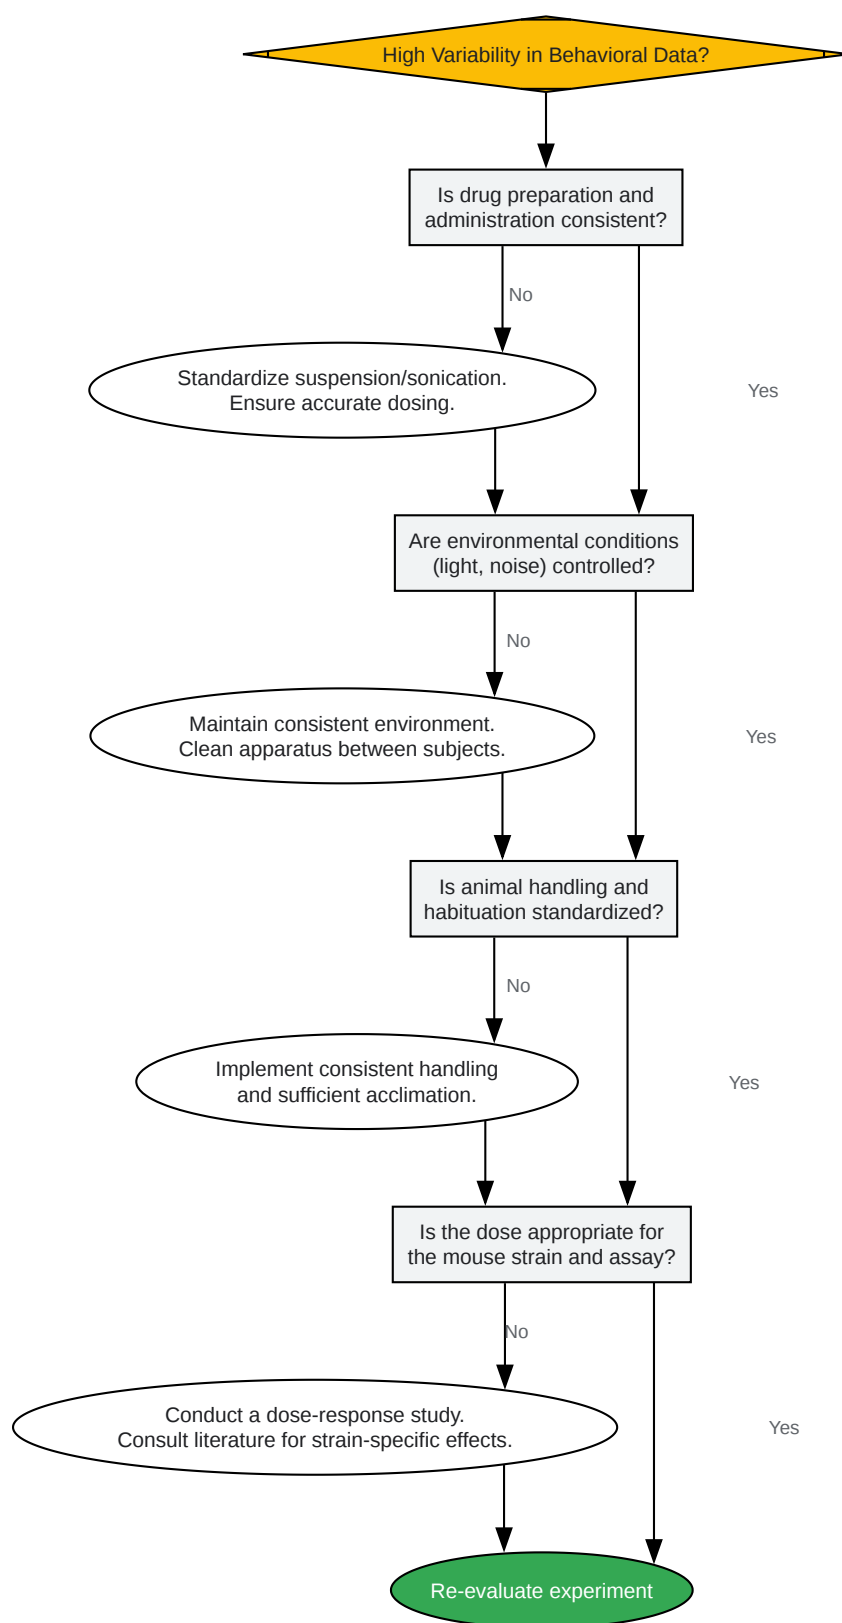 High Variability in Behavioral Data?
Is drug preparation and
administration consistent?
No
Standardize suspension/sonication.
Ensure accurate dosing.
Yes
Are environmental conditions
(light, noise) controlled?
No
Maintain consistent environment.
Clean apparatus between subjects.
Yes
Is animal handling and
habituation standardized?
No
Implement consistent handling
and sufficient acclimation.
Yes
Is the dose appropriate for
the mouse strain and assay?
No
Conduct a dose-response study.
Consult literature for strain-specific effects.
Yes
Re-evaluate experiment